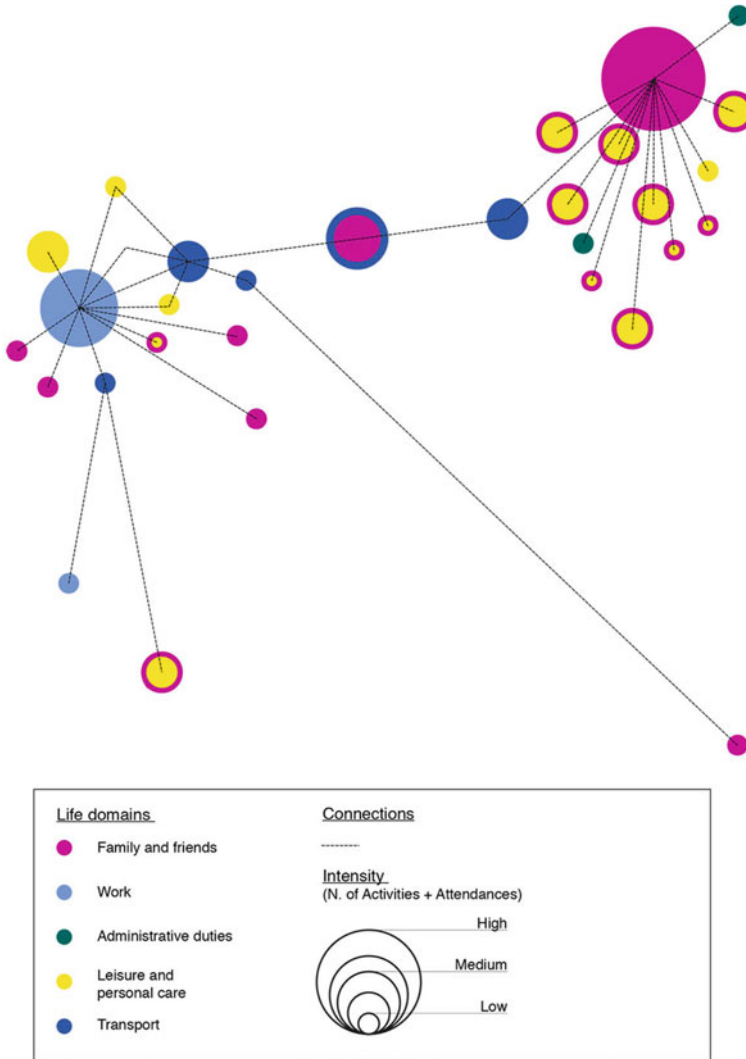 Life domains
Family and friends
Work
Administrative duties
Leisure and
personal care
Transport
Connections
Intensity
(N. of Activities + Attendances)
High
Medium
Low